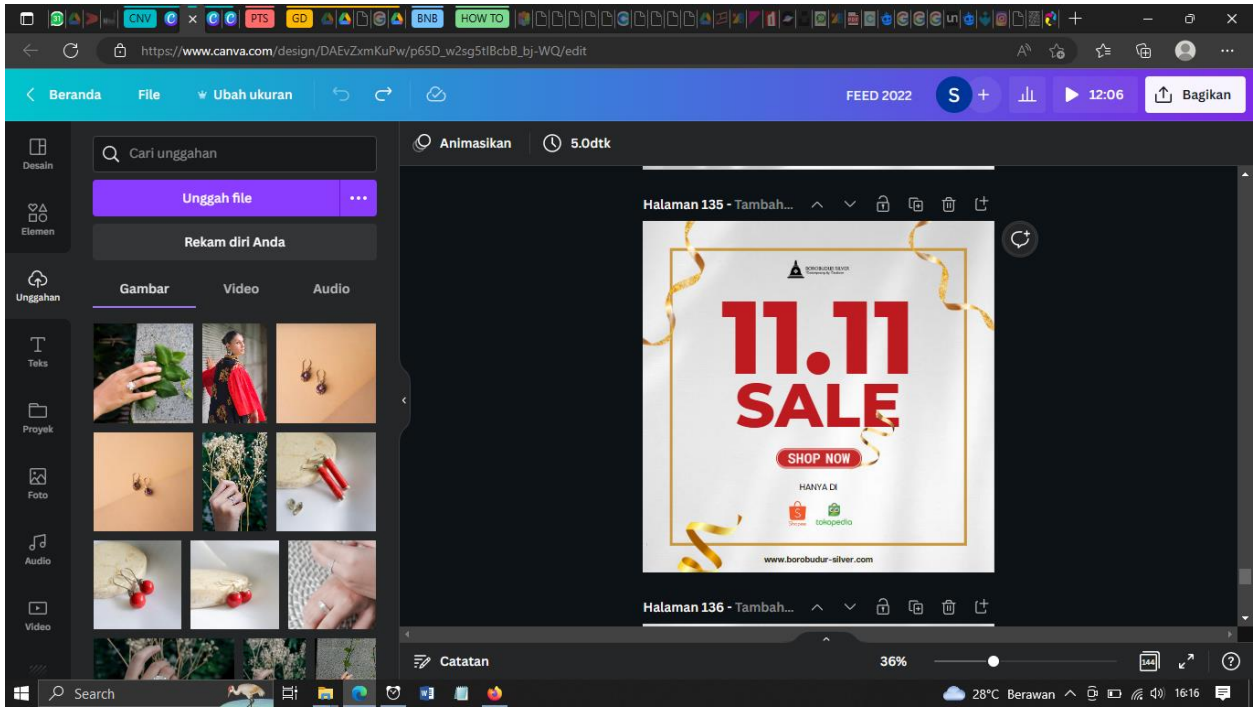 CNV
PTS
GD
BNB
HOW TO
https://www.canva.com/design/DAEvZxmKuPw/p65D_w2sg5tIBcbB_bj-WQ/edit
Beranda
File
Ubah ukuran
FEED 2022
S
12:06
Bagikan
Desain
Elemen
Unggahan
Teks
Proyek
Foto
Audio
Video
Cari unggahan
Unggah file
Rekam diri Anda
Gambar
Video
Audio
Animasikan
5.0dtk
Halaman 135 - Tambah...
BOROBUDUR SILVER
11.11
SALE
SHOP NOW
HANYA DI
Shopee
tokopedia
www.borobudur-silver.com
Halaman 136 - Tambah...
Catatan
36%
144
Search
28°C Berawan
16:16